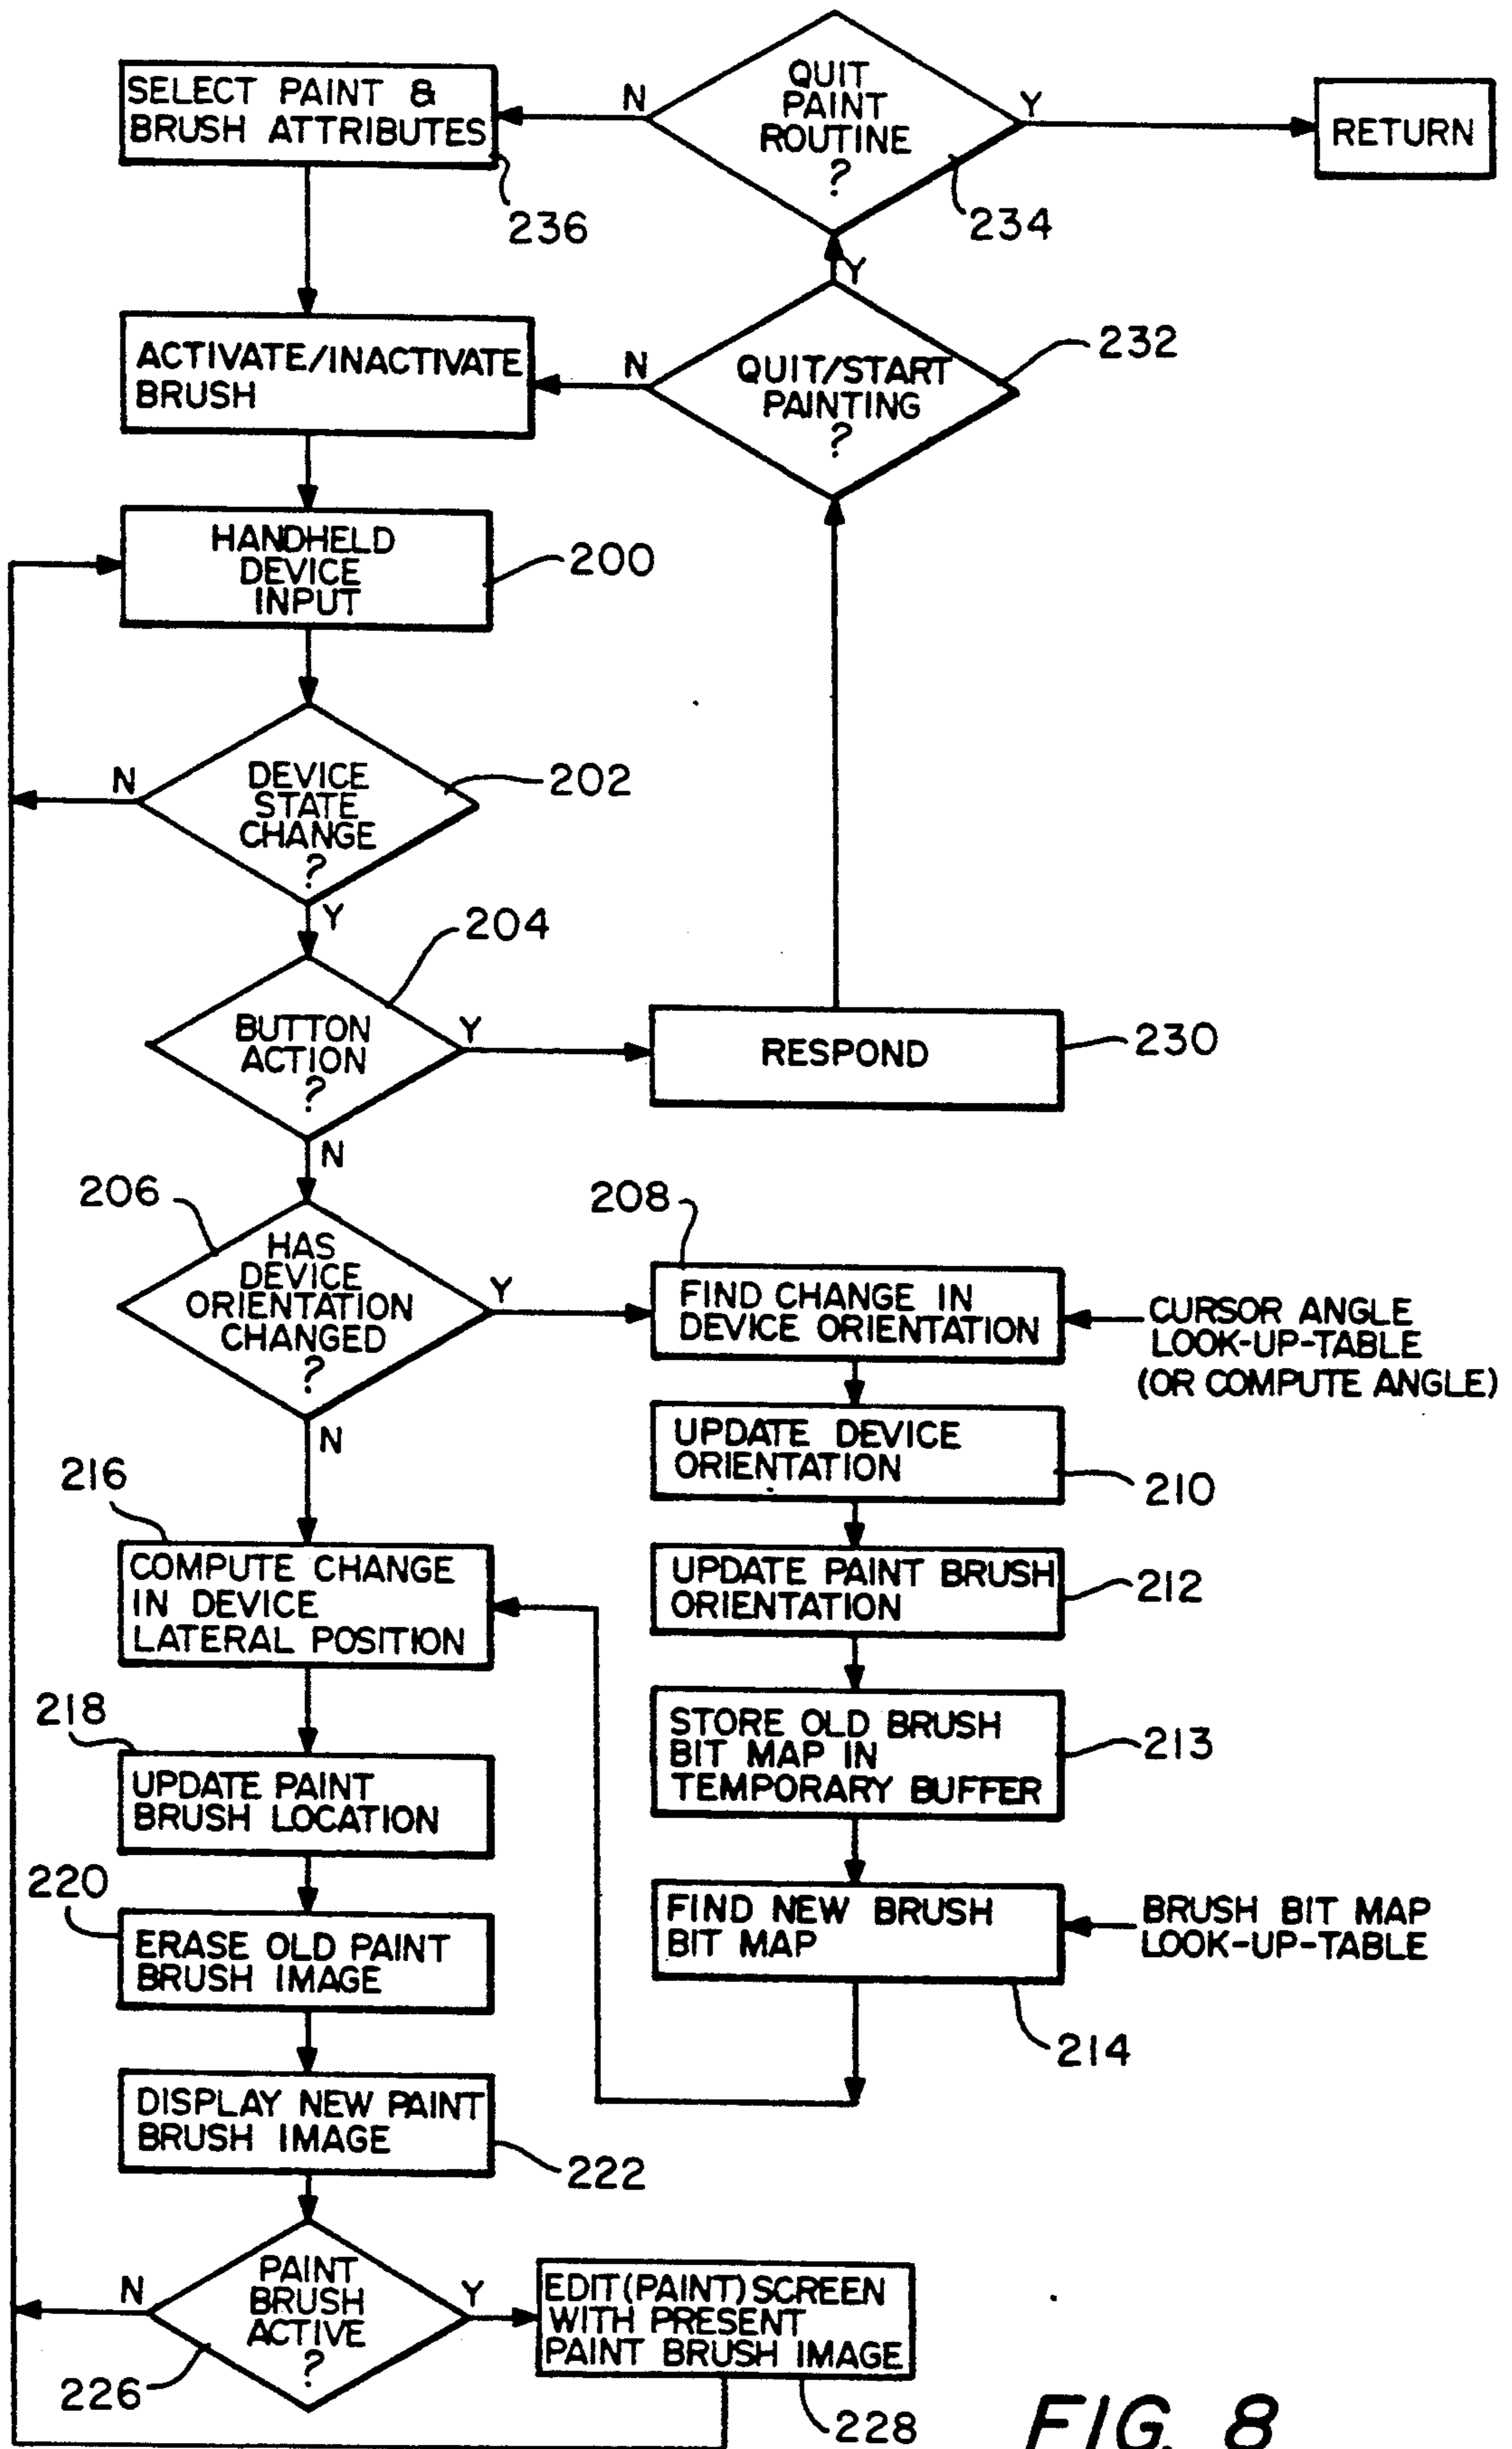 SELECT PAINT &
BRUSH ATTRIBUTES
236
N
QUIT
PAINT
ROUTINE
?
234
Y
RETURN
Y
ACTIVATE/INACTIVATE
BRUSH
N
QUIT/START
PAINTING
?
232
HANDHELD
DEVICE
INPUT
200
N
DEVICE
STATE
CHANGE
?
202
Y
204
BUTTON
ACTION
?
Y
RESPOND
230
N
206
HAS
DEVICE
ORIENTATION
CHANGED
?
Y
208
FIND CHANGE IN
DEVICE ORIENTATION
CURSOR ANGLE
LOOK-UP-TABLE
(OR COMPUTE ANGLE)
N
UPDATE DEVICE
ORIENTATION
210
216
COMPUTE CHANGE
IN DEVICE
LATERAL POSITION
UPDATE PAINT BRUSH
ORIENTATION
212
218
UPDATE PAINT
BRUSH LOCATION
STORE OLD BRUSH
BIT MAP IN
TEMPORARY BUFFER
213
220
ERASE OLD PAINT
BRUSH IMAGE
FIND NEW BRUSH
BIT MAP
BRUSH BIT MAP
LOOK-UP-TABLE
214
DISPLAY NEW PAINT
BRUSH IMAGE
222
N
PAINT
BRUSH
ACTIVE
?
226
Y
EDIT(PAINT)SCREEN
WITH PRESENT
PAINT BRUSH IMAGE
228
FIG. 8